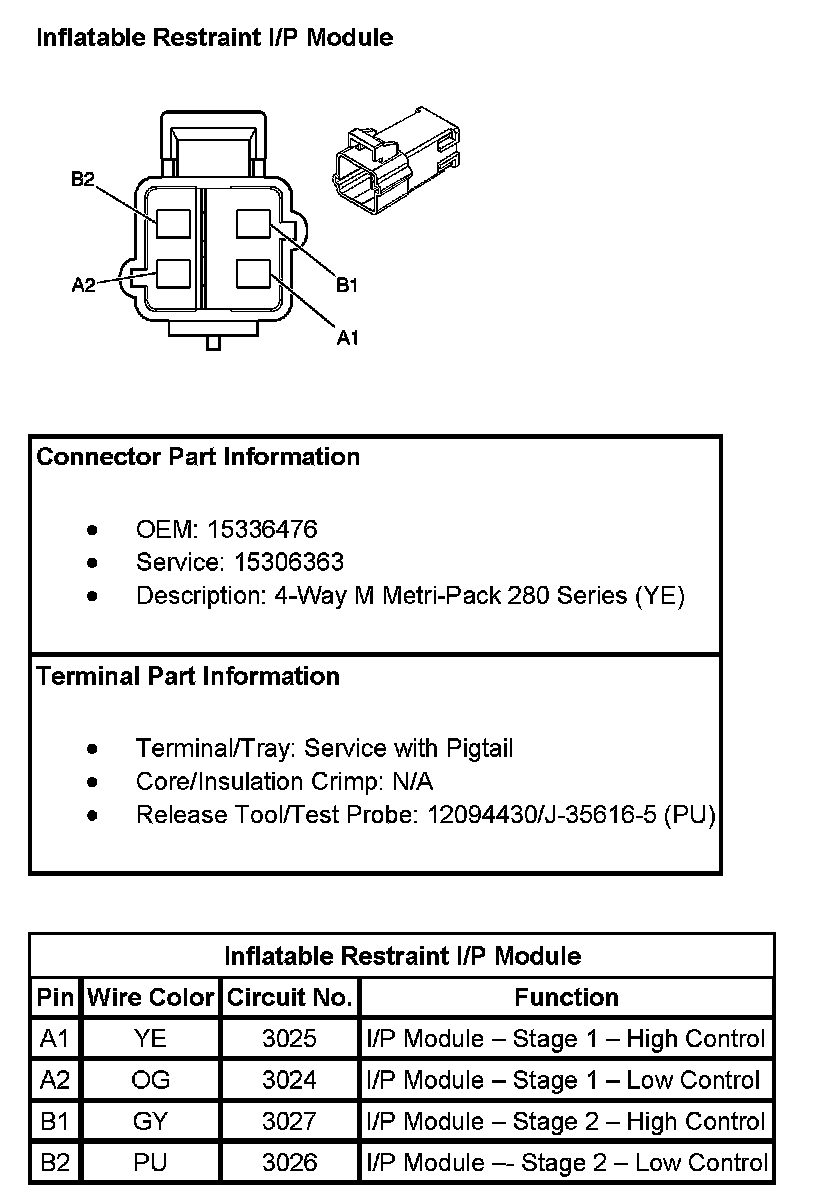 Inflatable Restraint I/P Module
B2
A2
B1
A1
Connector Part Information
• OEM: 15336476
• Service: 15306363
• Description: 4-Way M Metri-Pack 280 Series (YE)
Terminal Part Information
• Terminal/Tray: Service with Pigtail
• Core/Insulation Crimp: N/A
• Release Tool/Test Probe: 12094430/J-35616-5 (PU)
Inflatable Restraint I/P Module
Pin Wire Color Circuit No. Function
A1 YE 3025 I/P Module – Stage 1 – High Control
A2 OG 3024 I/P Module – Stage 1 – Low Control
B1 GY 3027 I/P Module – Stage 2 – High Control
B2 PU 3026 I/P Module –- Stage 2 – Low Control